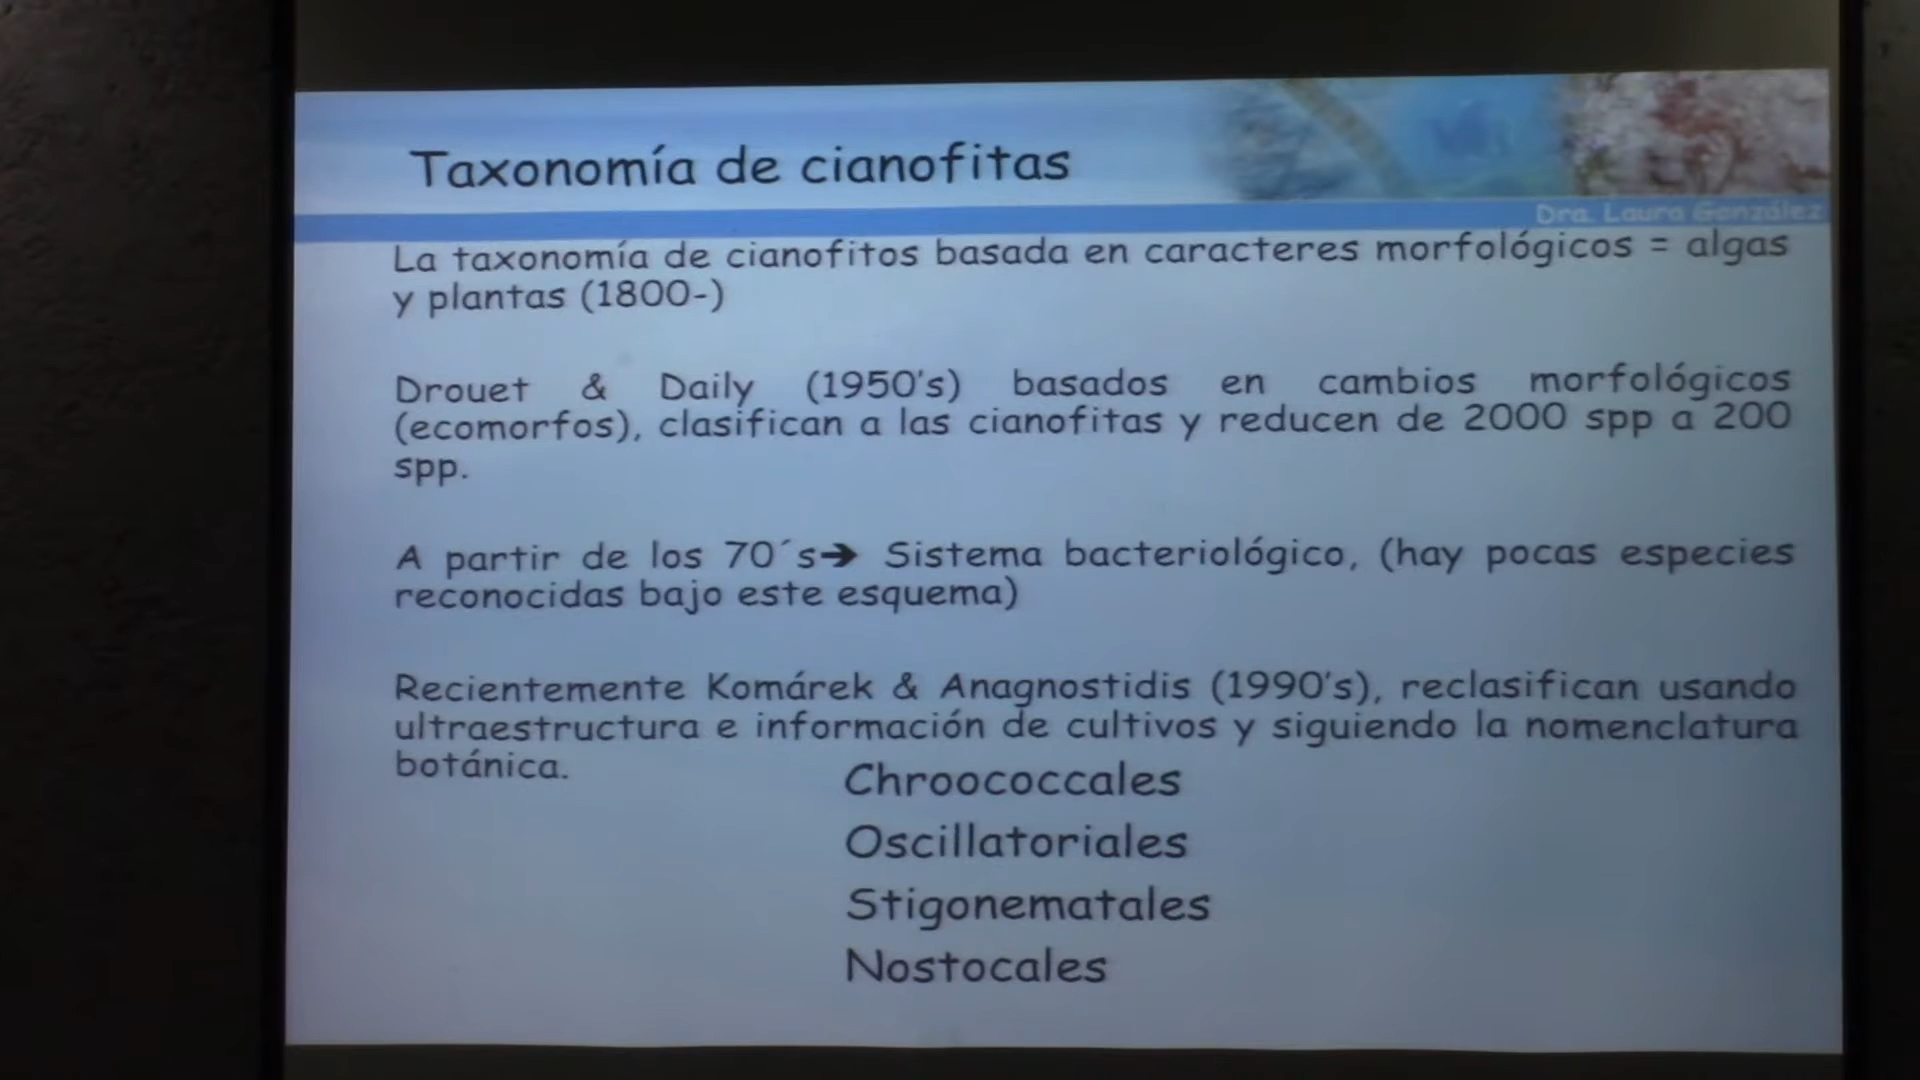 Taxonomía de cianofitas
Dra. Laura González
La taxonomía de cianofitos basada en caracteres morfológicos = algas
y plantas (1800-)
Drouet & Daily (1950's) basados en cambios morfológicos
(ecomorfos), clasifican a las cianofitas y reducen de 2000 spp a 200
spp.
A partir de los 70´s➔ Sistema bacteriológico, (hay pocas especies
reconocidas bajo este esquema)
Recientemente Komárek & Anagnostidis (1990's), reclasifican usando
ultraestructura e información de cultivos y siguiendo la nomenclatura
botánica.
Chroococcales
Oscillatoriales
Stigonematales
Nostocales